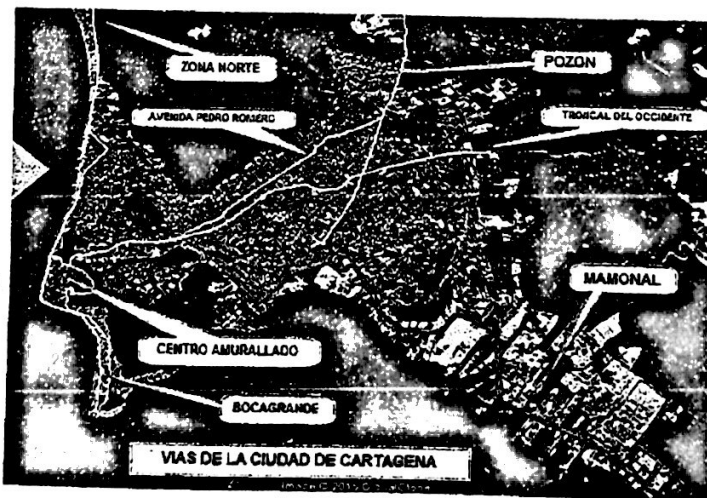 ZONA NORTE
POZON
AVENIDA PEDRO ROMERO
TRONCAL DEL OCCIDENTE
MAMONAL
CENTRO AMURALLADO
BOCAGRANDE
VIAS DE LA CIUDAD DE CARTAGENA